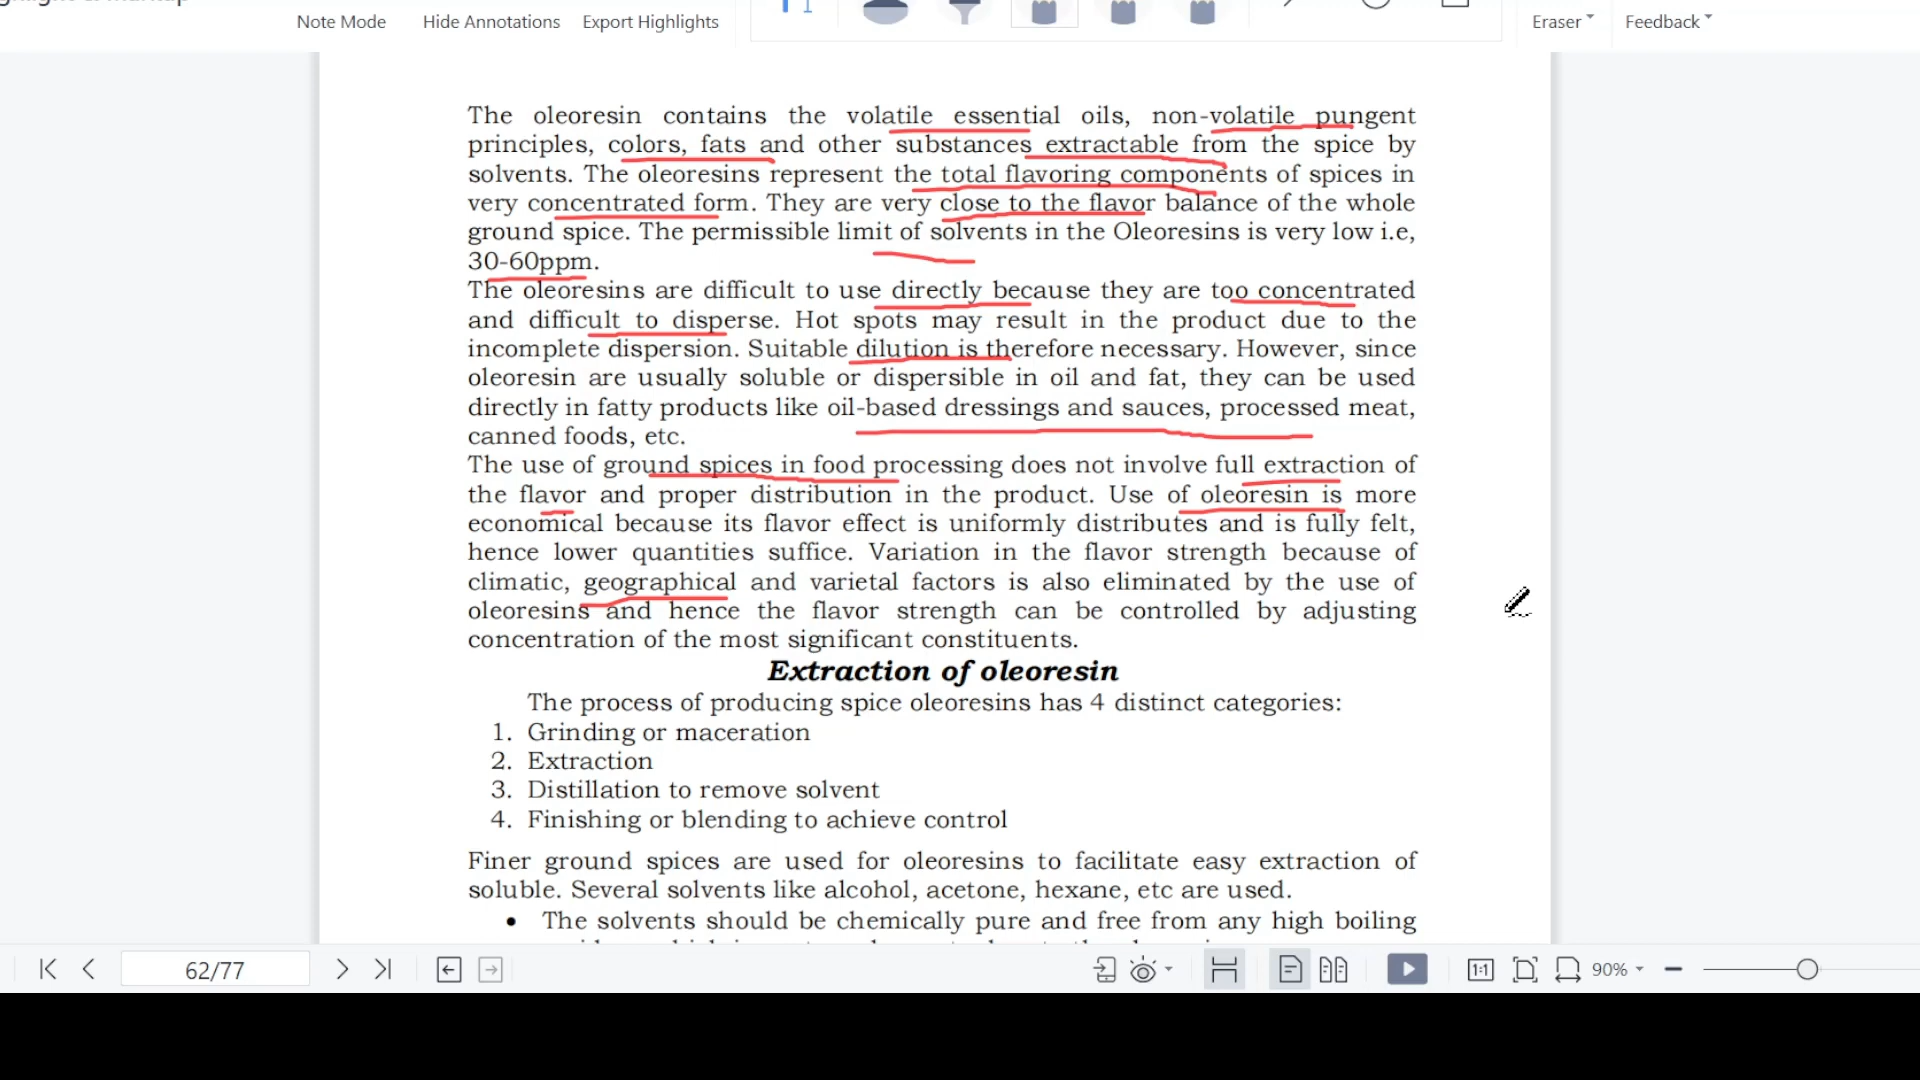 Note Mode Hide Annotations Export Highlights Eraser Feedback
The oleoresin contains the volatile essential oils, non-volatile pungent
principles, colors, fats and other substances extractable from the spice by
solvents. The oleoresins represent the total flavoring components of spices in
very concentrated form. They are very close to the flavor balance of the whole
ground spice. The permissible limit of solvents in the Oleoresins is very low i.e,
30-60ppm.
The oleoresins are difficult to use directly because they are too concentrated
and difficult to disperse. Hot spots may result in the product due to the
incomplete dispersion. Suitable dilution is therefore necessary. However, since
oleoresin are usually soluble or dispersible in oil and fat, they can be used
directly in fatty products like oil-based dressings and sauces, processed meat,
canned foods, etc.
The use of ground spices in food processing does not involve full extraction of
the flavor and proper distribution in the product. Use of oleoresin is more
economical because its flavor effect is uniformly distributes and is fully felt,
hence lower quantities suffice. Variation in the flavor strength because of
climatic, geographical and varietal factors is also eliminated by the use of
oleoresins and hence the flavor strength can be controlled by adjusting
concentration of the most significant constituents.
Extraction of oleoresin
The process of producing spice oleoresins has 4 distinct categories:
1. Grinding or maceration
2. Extraction
3. Distillation to remove solvent
4. Finishing or blending to achieve control
Finer ground spices are used for oleoresins to facilitate easy extraction of
soluble. Several solvents like alcohol, acetone, hexane, etc are used.
• The solvents should be chemically pure and free from any high boiling
62/77 1:1 90%